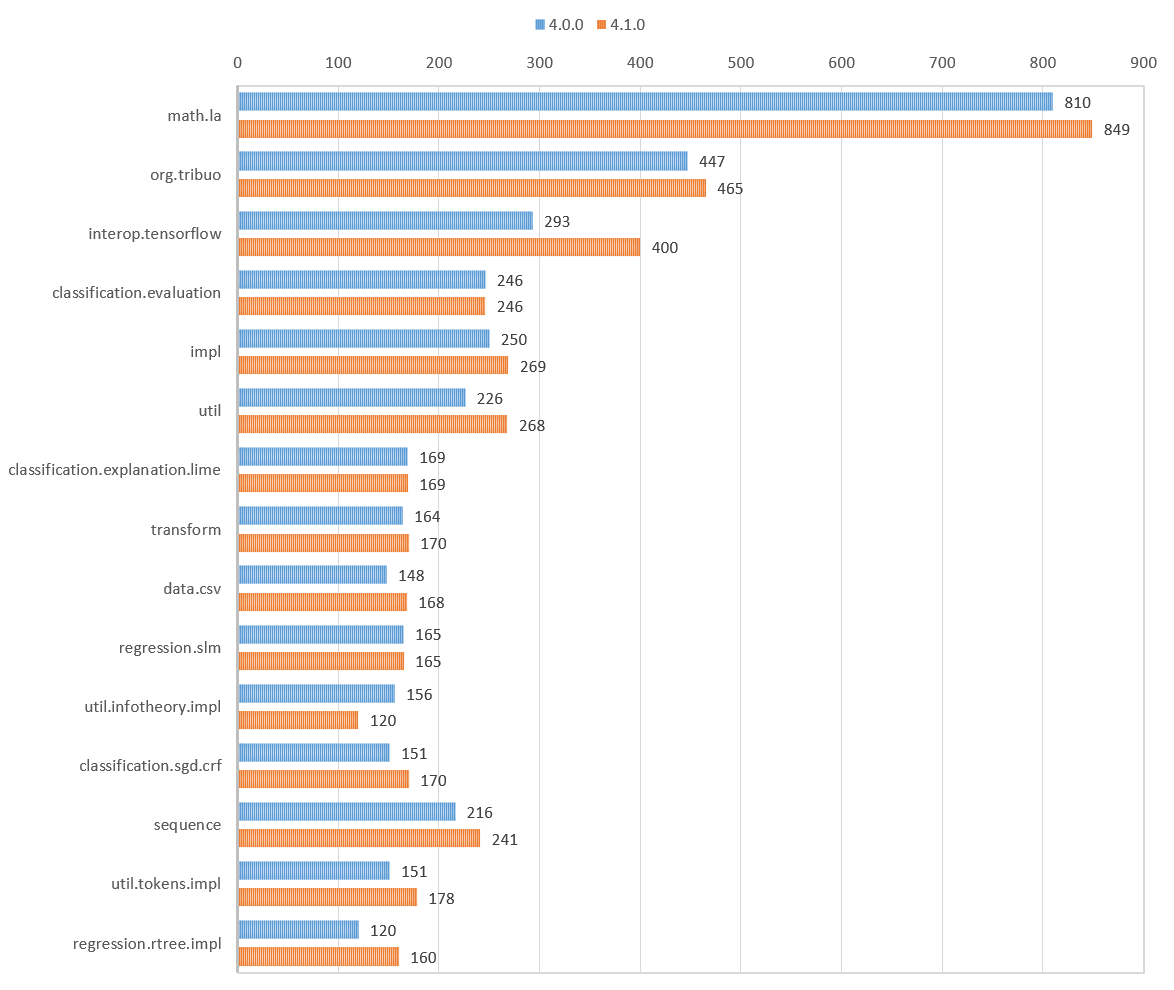 4.0.0 4.1.0
0 100 200 300 400 500 600 700 800 900
math.la 810
849
org.tribuo 447
465
interop.tensorflow 293
400
classification.evaluation 246
246
impl 250
269
util 226
268
classification.explanation.lime 169
169
transform 164
170
data.csv 148
168
regression.slm 165
165
util.infotheory.impl 156
120
classification.sgd.crf 151
170
sequence 216
241
util.tokens.impl 151
178
regression.rtree.impl 120
160